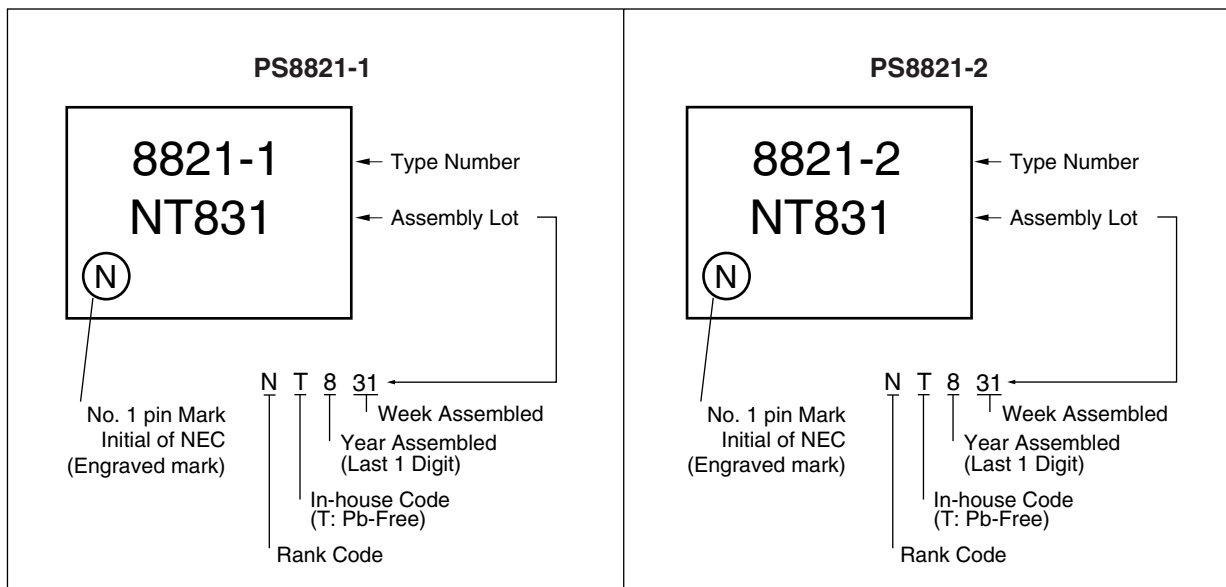 PS8821-1
8821-1
NT831
N
Type Number
Assembly Lot
N T 8 31
No. 1 pin Mark
Initial of NEC
(Engraved mark)
Week Assembled
Year Assembled
(Last 1 Digit)
In-house Code
(T: Pb-Free)
Rank Code
PS8821-2
8821-2
NT831
N
Type Number
Assembly Lot
N T 8 31
No. 1 pin Mark
Initial of NEC
(Engraved mark)
Week Assembled
Year Assembled
(Last 1 Digit)
In-house Code
(T: Pb-Free)
Rank Code